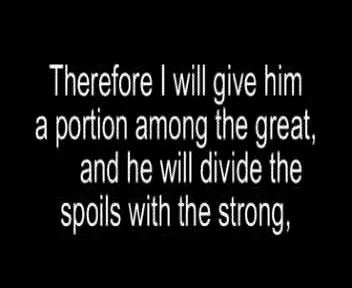 Therefore I will give him
a portion among the great,
and he will divide the
spoils with the strong,